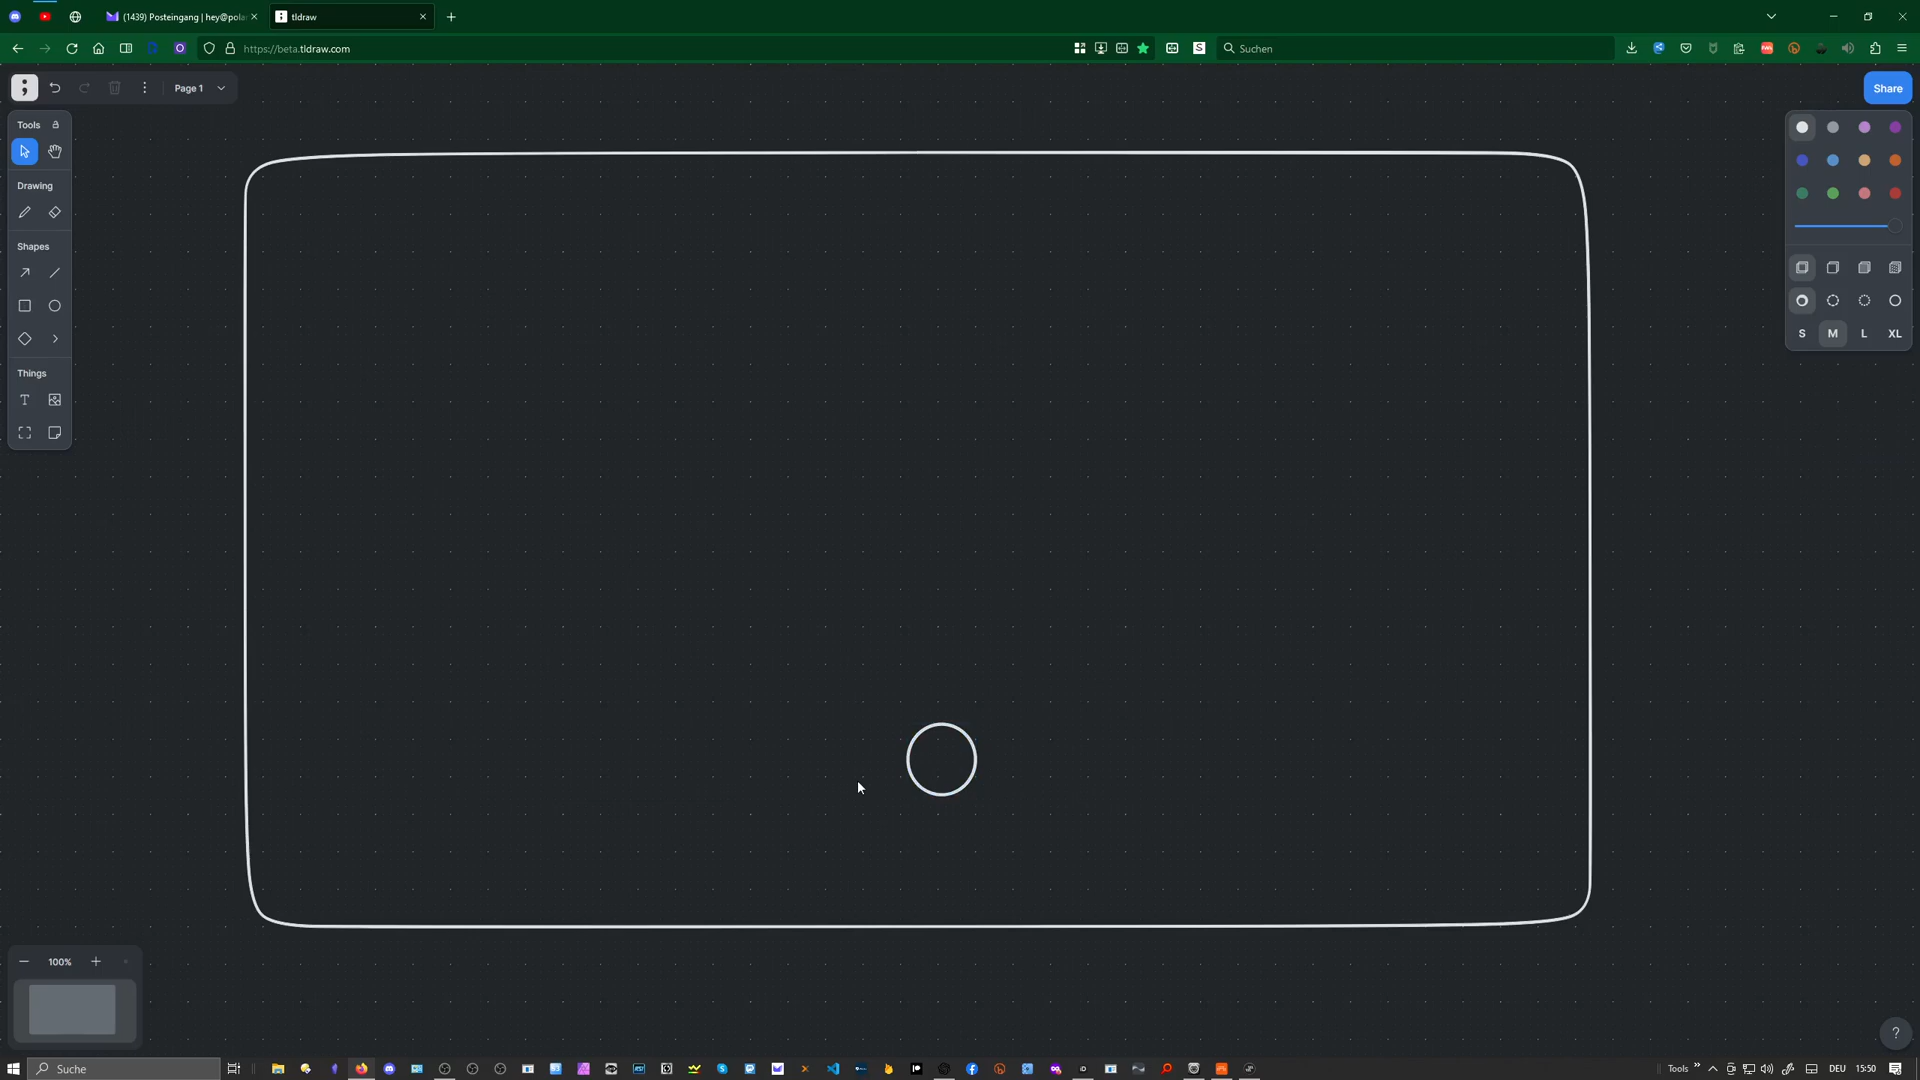 (1439) Posteingang | hey@pola
tldraw
https://beta.tldraw.com
Suchen
Page 1
Share
Tools
Drawing
Shapes
Things
T
S M L XL
100%
?
Suche
Tools
DEU
15:50